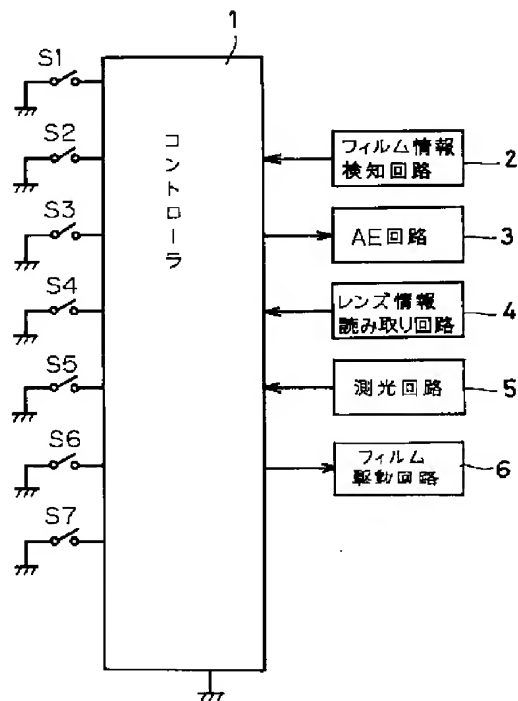 1
S1
S2
S3
S4
S5
S6
S7
コントローラ
フィルム情報
検知回路
2
AE回路
3
レンズ情報
読み取り回路
4
測光回路
5
フィルム
駆動回路
6